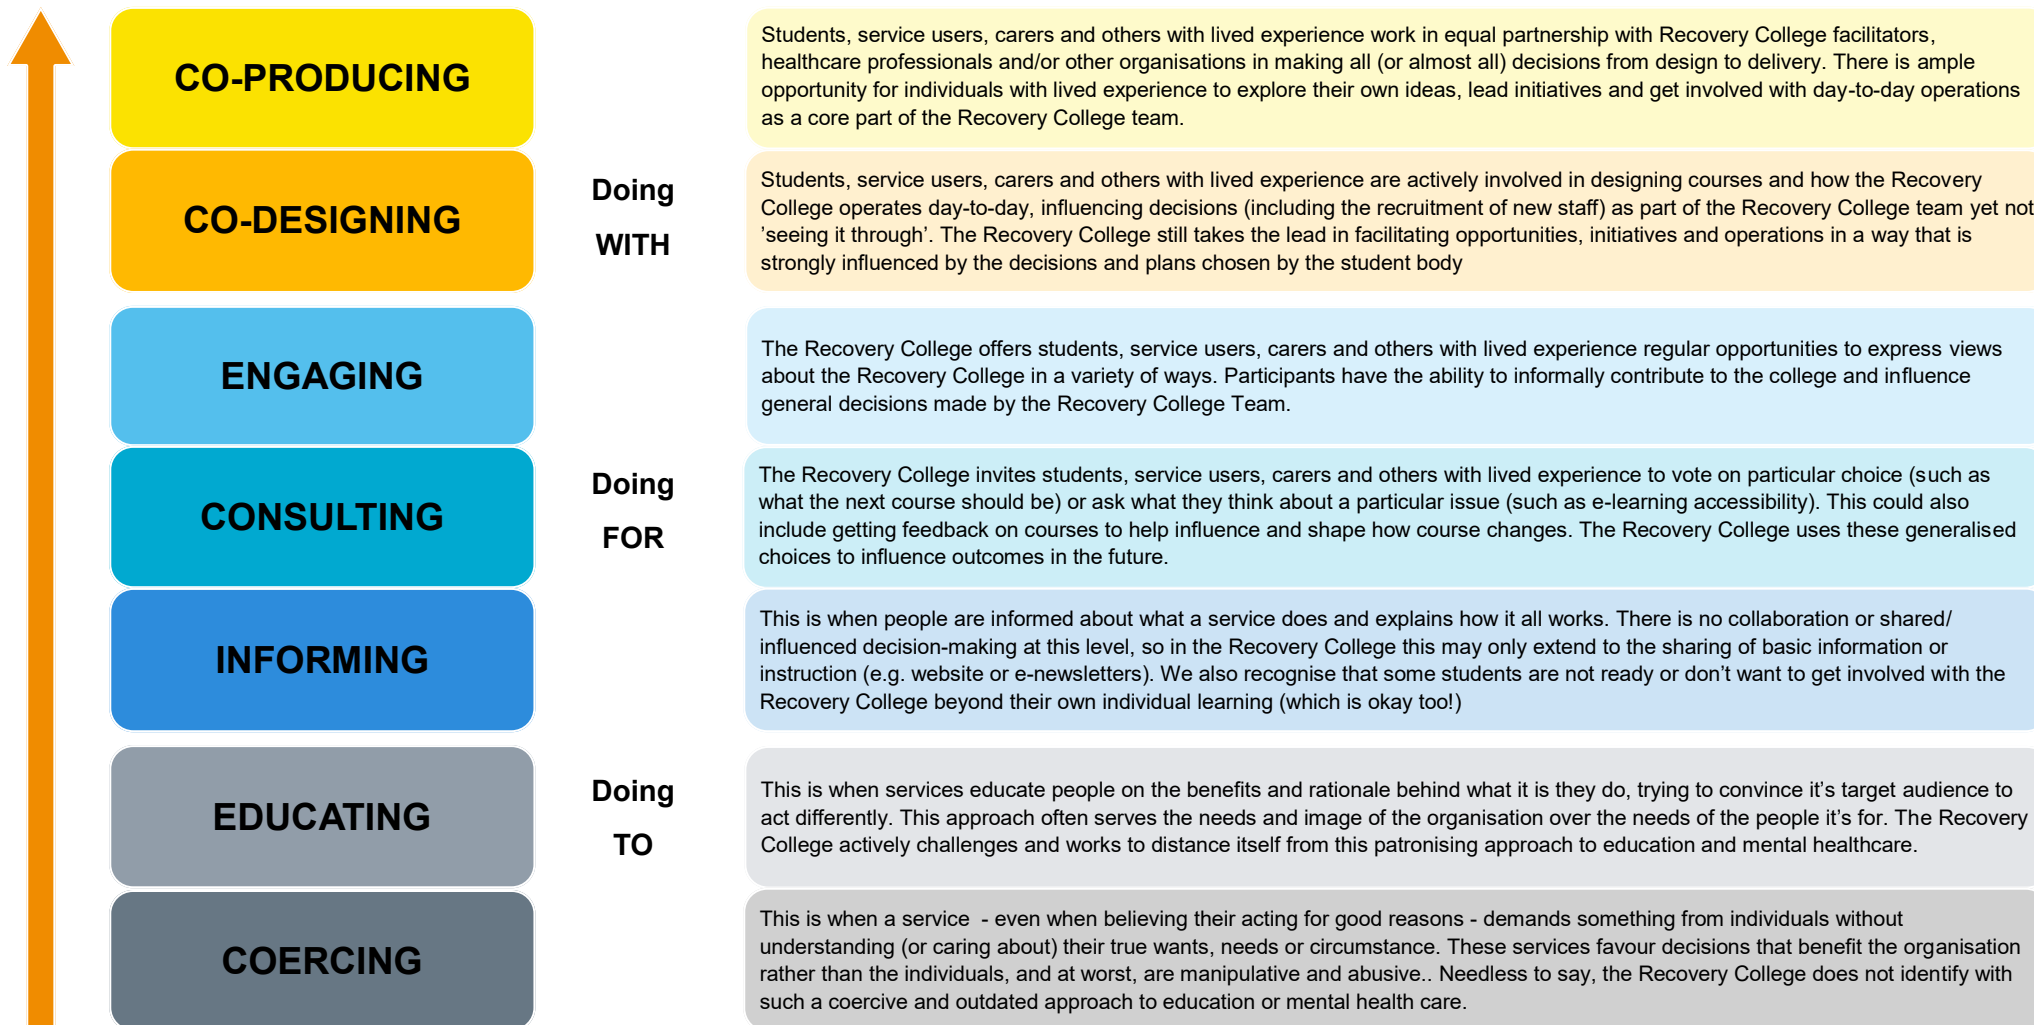 CO-PRODUCING
Students, service users, carers and others with lived experience work in equal partnership with Recovery College facilitators,
healthcare professionals and/or other organisations in making all (or almost all) decisions from design to delivery. There is ample
opportunity for individuals with lived experience to explore their own ideas, lead initiatives and get involved with day-to-day operations
as a core part of the Recovery College team.
CO-DESIGNING
Doing
WITH
Students, service users, carers and others with lived experience are actively involved in designing courses and how the Recovery
College operates day-to-day, influencing decisions (including the recruitment of new staff) as part of the Recovery College team yet not
’seeing it through’. The Recovery College still takes the lead in facilitating opportunities, initiatives and operations in a way that is
strongly influenced by the decisions and plans chosen by the student body
ENGAGING
The Recovery College offers students, service users, carers and others with lived experience regular opportunities to express views
about the Recovery College in a variety of ways. Participants have the ability to informally contribute to the college and influence
general decisions made by the Recovery College Team.
CONSULTING
Doing
FOR
The Recovery College invites students, service users, carers and others with lived experience to vote on particular choice (such as
what the next course should be) or ask what they think about a particular issue (such as e-learning accessibility). This could also
include getting feedback on courses to help influence and shape how course changes. The Recovery College uses these generalised
choices to influence outcomes in the future.
INFORMING
This is when people are informed about what a service does and explains how it all works. There is no collaboration or shared/
influenced decision-making at this level, so in the Recovery College this may only extend to the sharing of basic information or
instruction (e.g. website or e-newsletters). We also recognise that some students are not ready or don’t want to get involved with the
Recovery College beyond their own individual learning (which is okay too!)
EDUCATING
Doing
TO
This is when services educate people on the benefits and rationale behind what it is they do, trying to convince it’s target audience to
act differently. This approach often serves the needs and image of the organisation over the needs of the people it’s for. The Recovery
College actively challenges and works to distance itself from this patronising approach to education and mental healthcare.
COERCING
This is when a service  - even when believing their acting for good reasons - demands something from individuals without
understanding (or caring about) their true wants, needs or circumstance. These services favour decisions that benefit the organisation
rather than the individuals, and at worst, are manipulative and abusive.. Needless to say, the Recovery College does not identify with
such a coercive and outdated approach to education or mental health care.